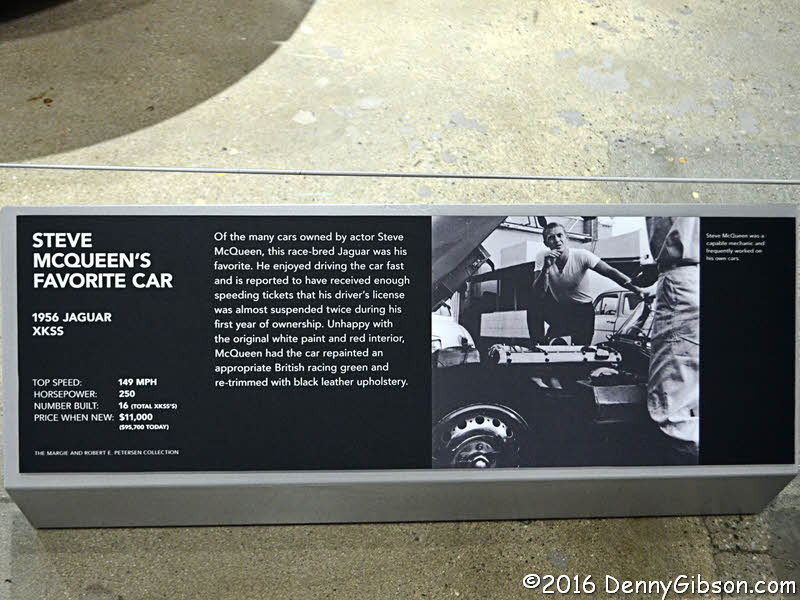 STEVE
MCQUEEN'S
FAVORITE CAR
1956 JAGUAR
XKSS
TOP SPEED: 149 MPH
HORSEPOWER: 250
NUMBER BUILT: 16 (TOTAL XKSS'S)
PRICE WHEN NEW: $11,000
($95,700 TODAY)
THE MARGIE AND ROBERT E. PETERSEN COLLECTION
Of the many cars owned by actor Steve
McQueen, this race-bred Jaguar was his
favorite. He enjoyed driving the car fast
and is reported to have received enough
speeding tickets that his driver's license
was almost suspended twice during his
first year of ownership. Unhappy with
the original white paint and red interior,
McQueen had the car repainted an
appropriate British racing green and
re-trimmed with black leather upholstery.
Steve McQueen was a
capable mechanic and
frequently worked on
his own cars.
©2016 DennyGibson.com